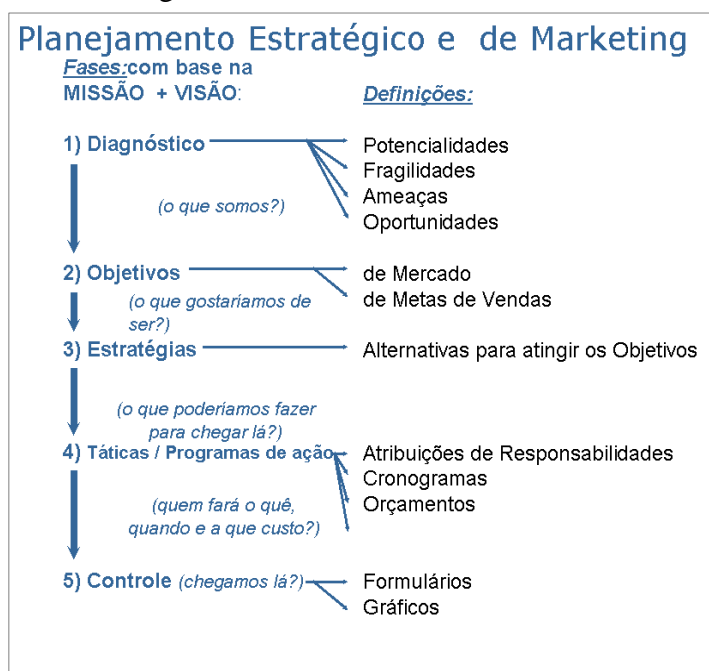 Planejamento Estratégico e de Marketing
Fases:com base na
MISSÃO + VISÃO:
Definições:
1) Diagnóstico
Potencialidades
Fragilidades
Ameaças
Oportunidades
(o que somos?)
2) Objetivos
de Mercado
de Metas de Vendas
(o que gostaríamos de
ser?)
3) Estratégias
Alternativas para atingir os Objetivos
(o que poderíamos fazer
para chegar lá?)
4) Táticas / Programas de ação
Atribuições de Responsabilidades
Cronogramas
Orçamentos
(quem fará o quê,
quando e a que custo?)
5) Controle (chegamos lá?)
Formulários
Gráficos